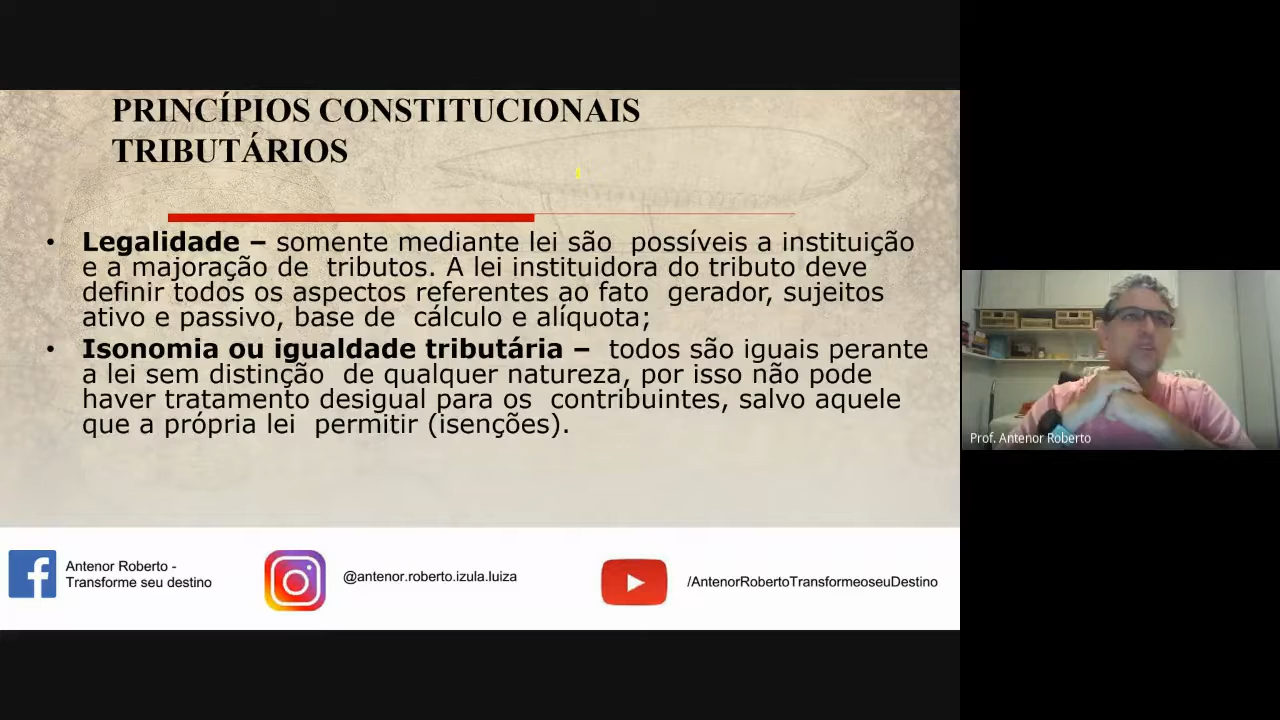 PRINCÍPIOS CONSTITUCIONAIS
TRIBUTÁRIOS
• Legalidade – somente mediante lei são possíveis a instituição
e a majoração de tributos. A lei instituidora do tributo deve
definir todos os aspectos referentes ao fato gerador, sujeitos
ativo e passivo, base de cálculo e alíquota;
• Isonomia ou igualdade tributária – todos são iguais perante
a lei sem distinção de qualquer natureza, por isso não pode
haver tratamento desigual para os contribuintes, salvo aquele
que a própria lei permitir (isenções).
Prof. Antenor Roberto
Antenor Roberto -
Transforme seu destino
@antenor.roberto.izula.luiza
/AntenorRobertoTransformeoseuDestino